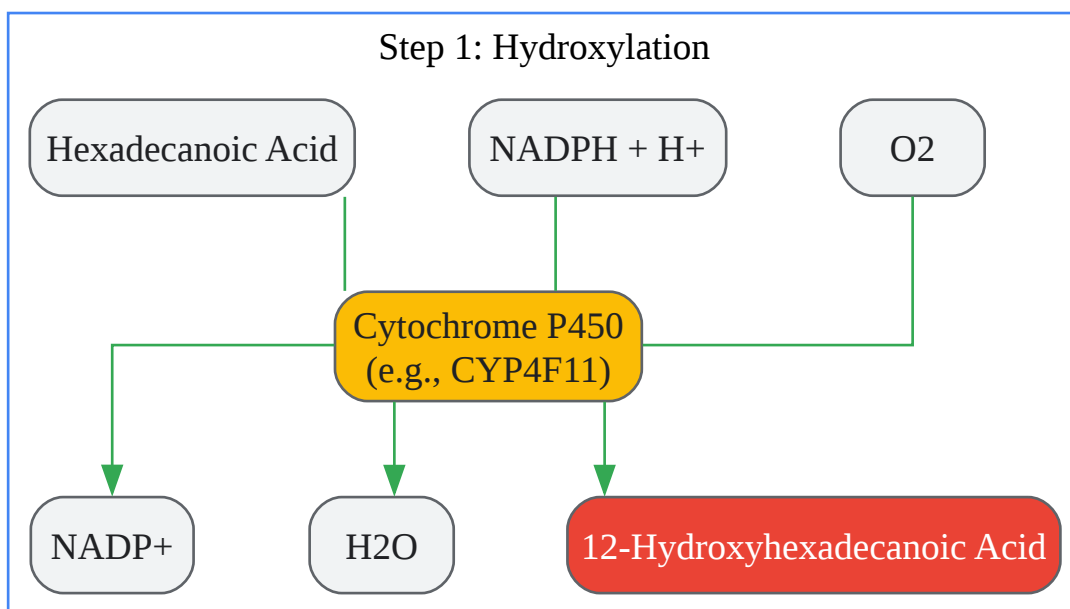 Step 1: Hydroxylation
Hexadecanoic Acid
NADPH + H+
O2
Cytochrome P450
(e.g., CYP4F11)
NADP+
H2O
12-Hydroxyhexadecanoic Acid